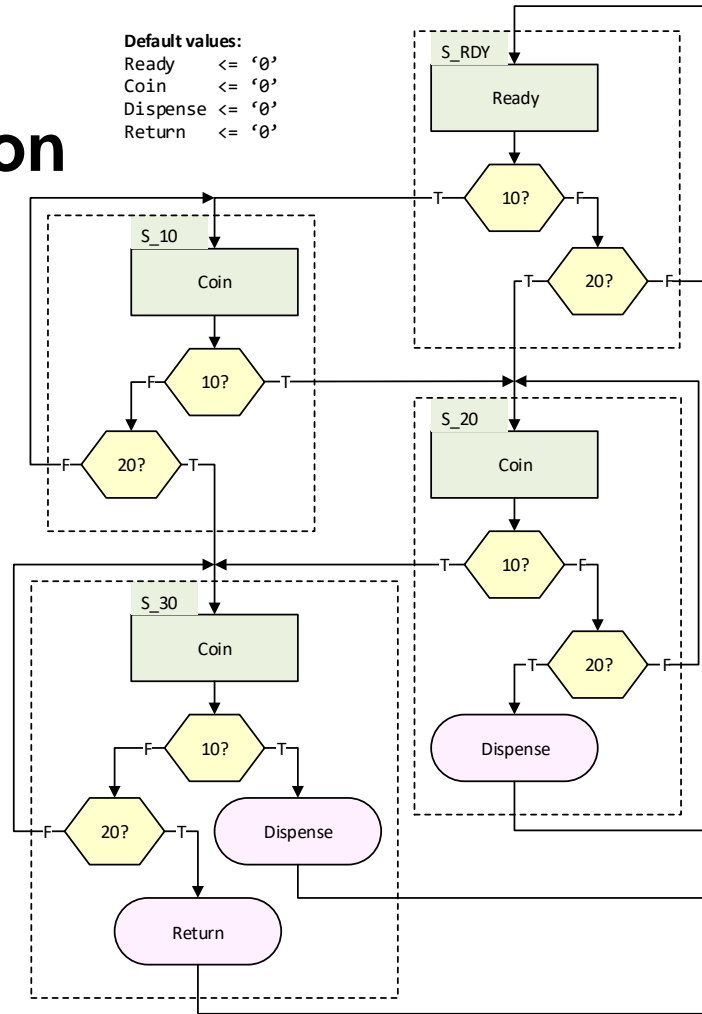 Default values:
Ready    <= ‘0’
Coin     <= ‘0’
Dispense <= ‘0’
Return   <= ‘0’
on
S_RDY
Ready
10?
T
F
20?
T
F
S_10
Coin
10?
F
T
20?
F
T
S_20
Coin
10?
T
F
20?
T
F
Dispense
S_30
Coin
10?
F
T
20?
F
T
Dispense
Return